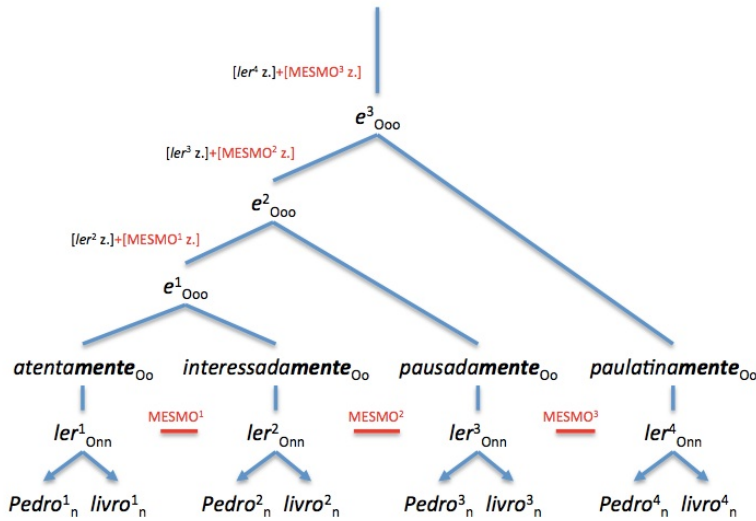 [ler⁴ z.]+[MESMO³ z.]
e³Ooo
[ler³ z.]+[MESMO² z.]
e²Ooo
[ler² z.]+[MESMO¹ z.]
e¹Ooo
atentamenteOo interessadamenteOo pausadamenteOo paulatinamenteOo
MESMO¹ MESMO² MESMO³
ler¹Onn ler²Onn ler³Onn ler⁴Onn
Pedro¹n livro¹n Pedro²n livro²n Pedro³n livro³n Pedro⁴n livro⁴n